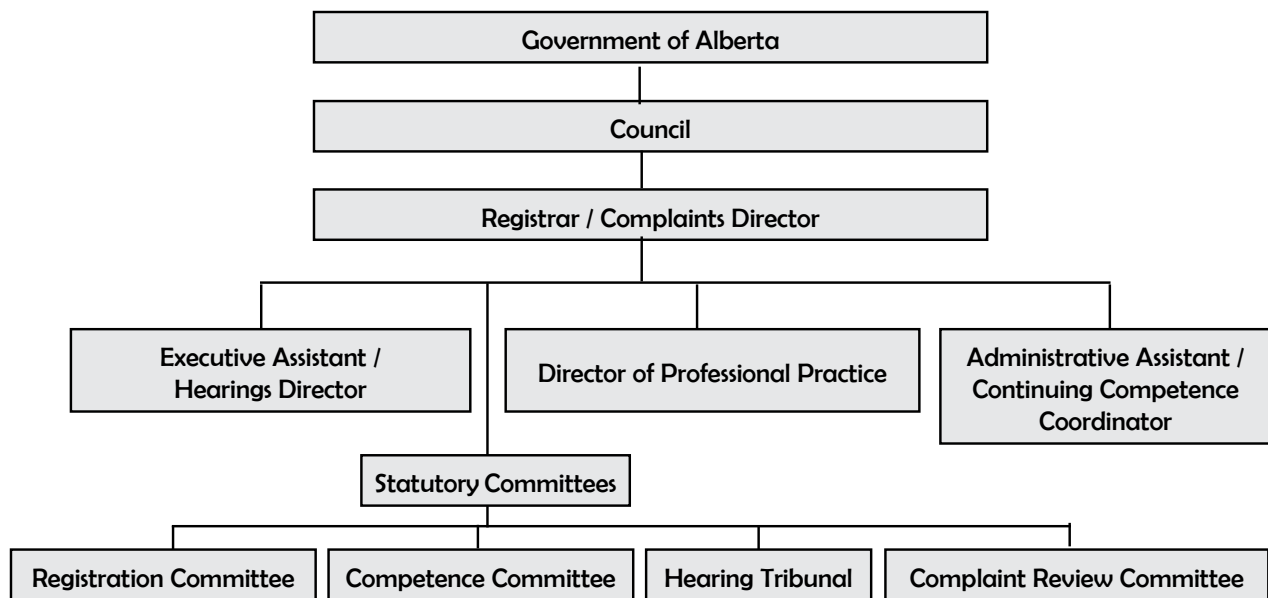 Government of Alberta
Council
Registrar / Complaints Director
Executive Assistant /
Hearings Director
Director of Professional Practice
Administrative Assistant /
Continuing Competence
Coordinator
Statutory Committees
Registration Committee
Competence Committee
Hearing Tribunal
Complaint Review Committee